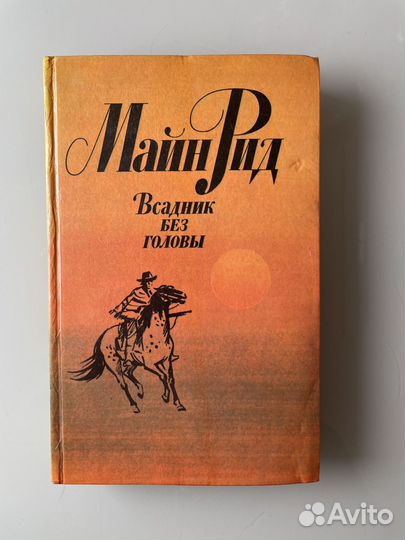 Майн Рид
Всадник
без
головы
Avito